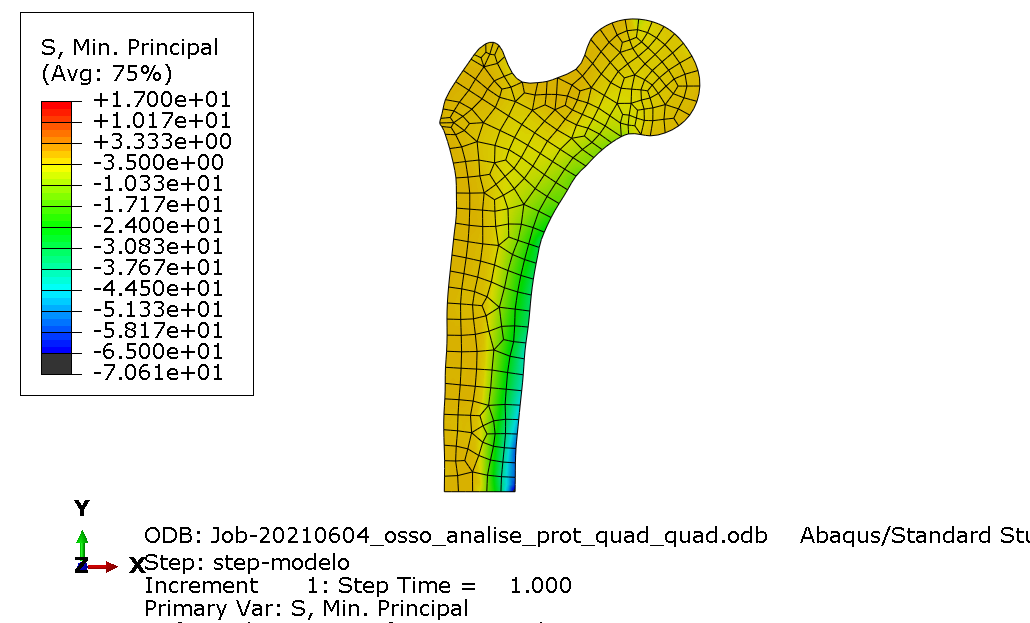 S, Min. Principal
(Avg: 75%)
+1.700e+01
+1.017e+01
+3.333e+00
-3.500e+00
-1.033e+01
-1.717e+01
-2.400e+01
-3.083e+01
-3.767e+01
-4.450e+01
-5.133e+01
-5.817e+01
-6.500e+01
-7.061e+01
Y
Z X
ODB: Job-20210604_osso_analise_prot_quad_quad.odb Abaqus/Standard Stu
Step: step-modelo
Increment 1: Step Time = 1.000
Primary Var: S, Min. Principal